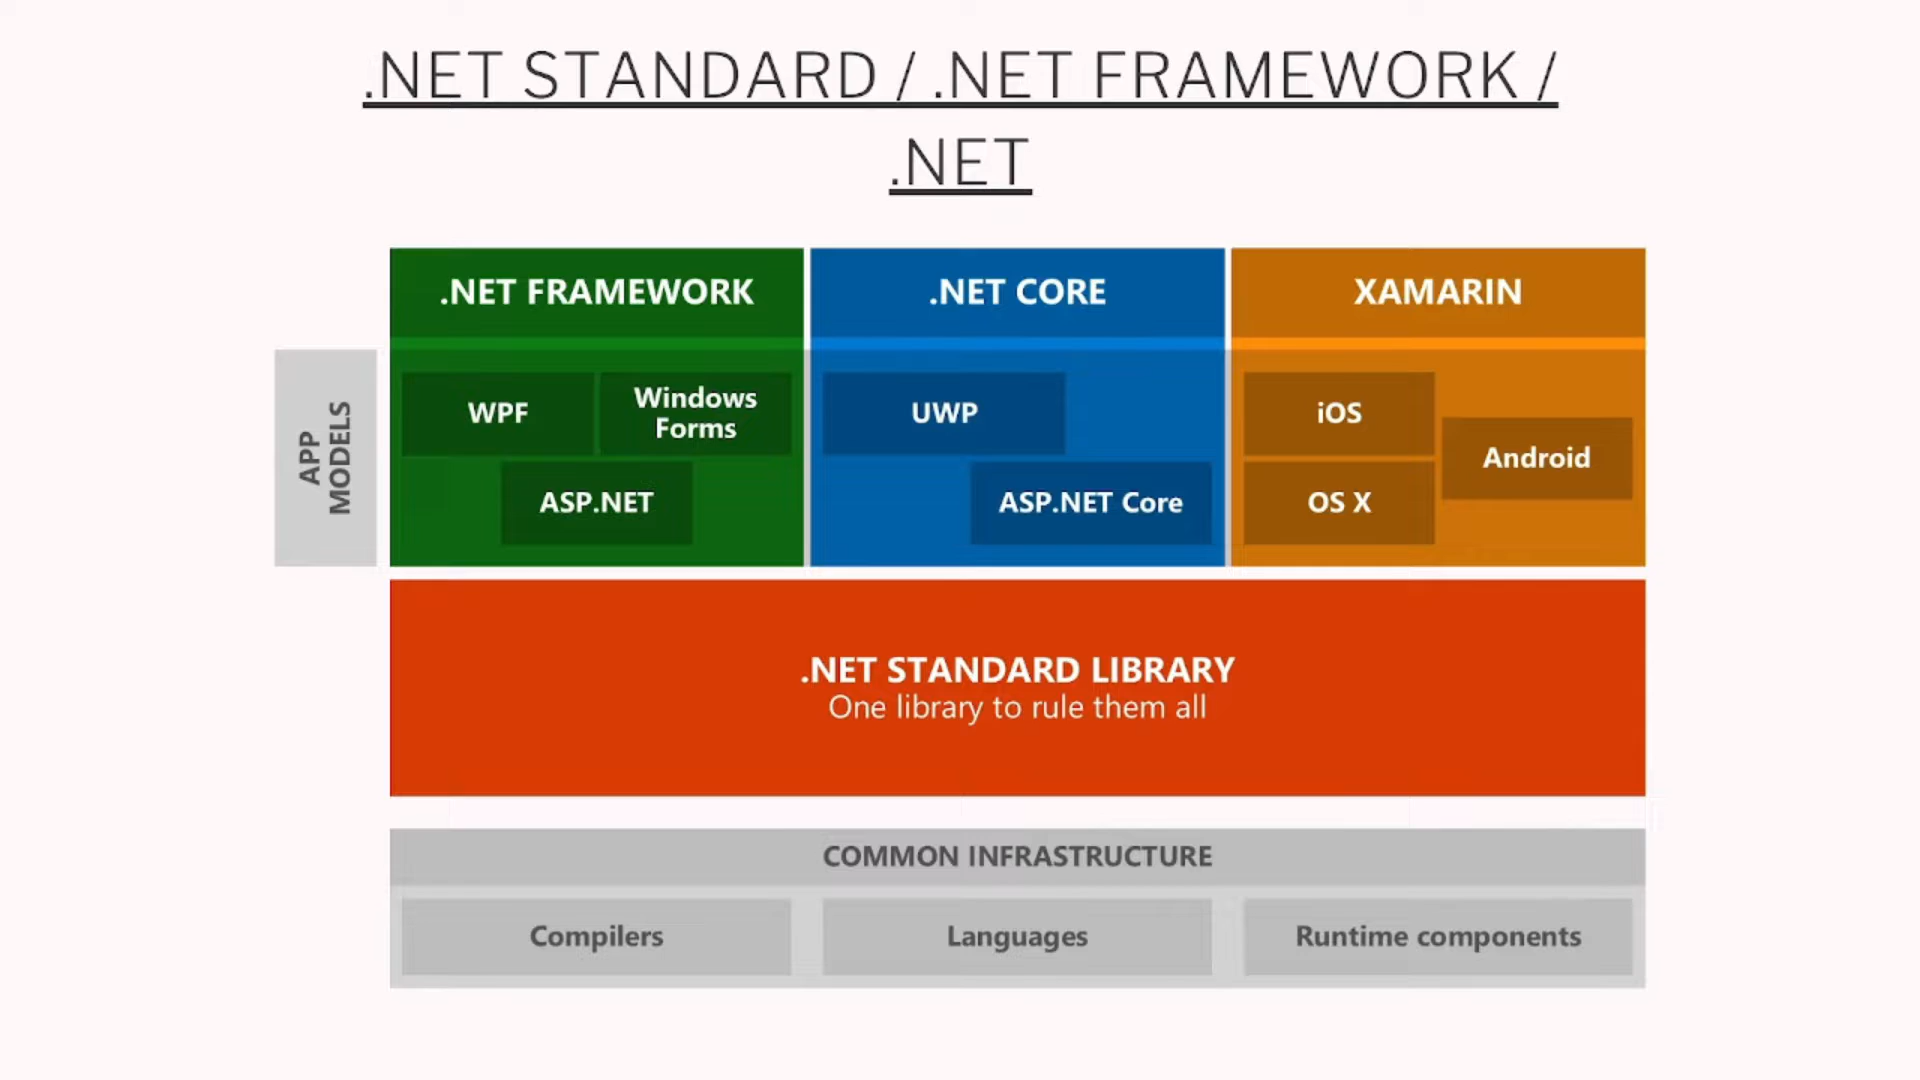 .NET STANDARD / .NET FRAMEWORK /
.NET
.NET FRAMEWORK
.NET CORE
XAMARIN
APP
MODELS
WPF
Windows
Forms
ASP.NET
UWP
ASP.NET Core
iOS
Android
OS X
.NET STANDARD LIBRARY
One library to rule them all
COMMON INFRASTRUCTURE
Compilers
Languages
Runtime components